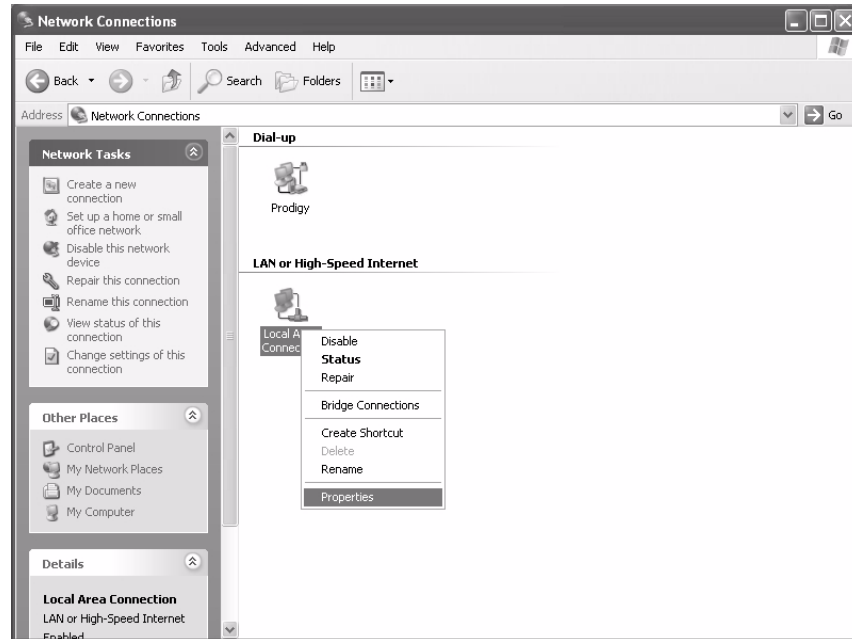 Network Connections
File Edit View Favorites Tools Advanced Help
Back Search Folders
Address Network Connections Go
Network Tasks
Create a new
connection
Set up a home or small
office network
Disable this network
device
Repair this connection
Rename this connection
View status of this
connection
Change settings of this
connection
Other Places
Control Panel
My Network Places
My Documents
My Computer
Details
Local Area Connection
LAN or High-Speed Internet
Enabled
Dial-up
Prodigy
LAN or High-Speed Internet
Local A
Connec
Disable
Status
Repair
Bridge Connections
Create Shortcut
Delete
Rename
Properties